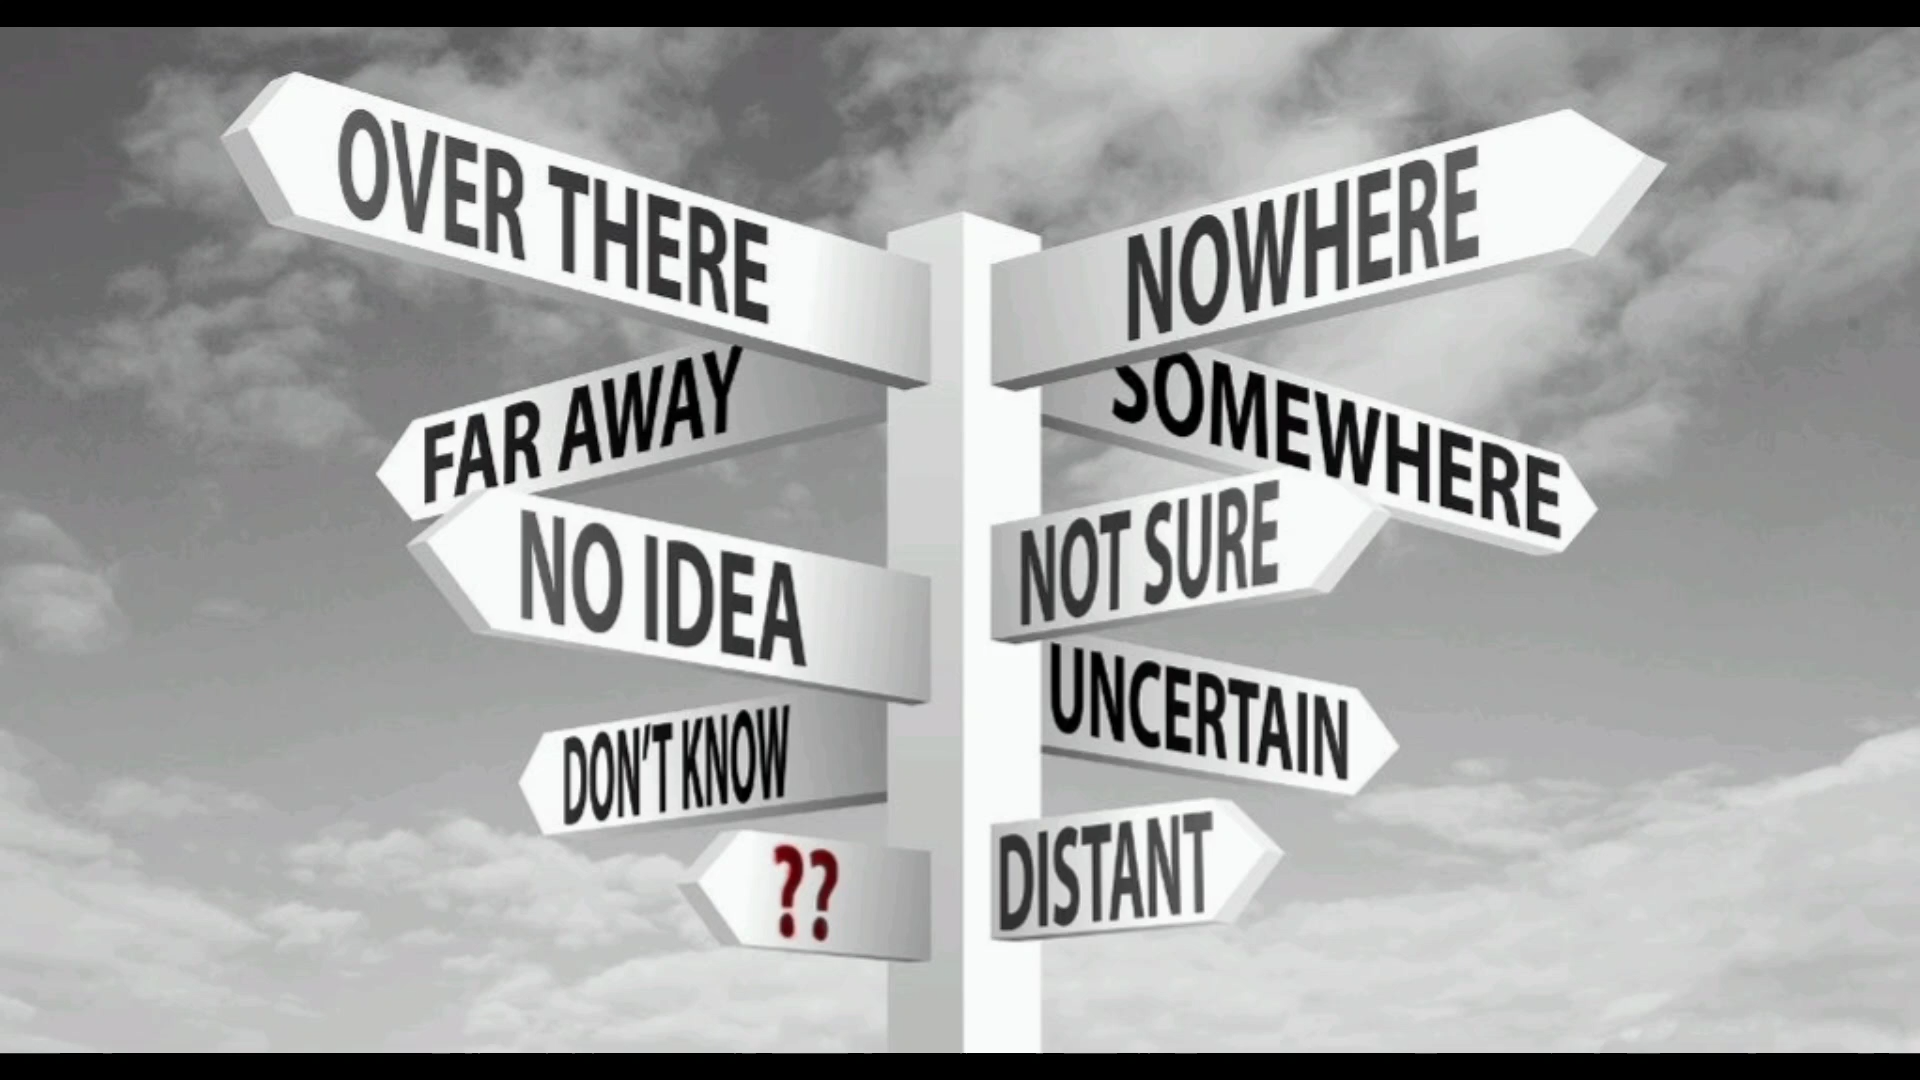 OVER THERE
NOWHERE
FAR AWAY
SOMEWHERE
NO IDEA
NOT SURE
DON'T KNOW
UNCERTAIN
??
DISTANT